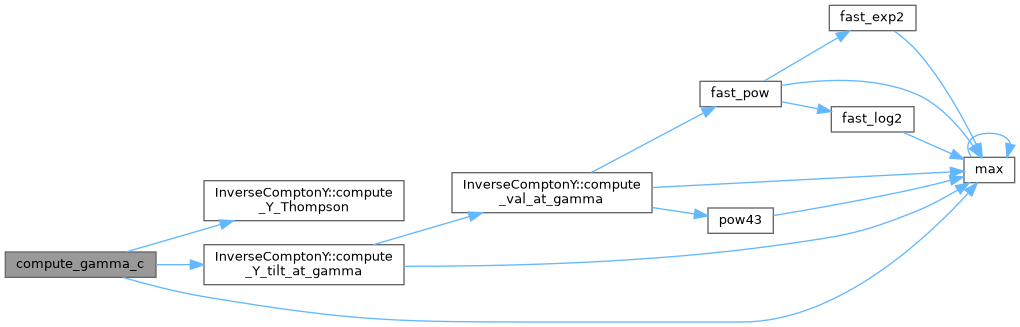 fast_exp2
fast_pow
fast_log2
max
InverseComptonY::compute
_Y_Thompson
InverseComptonY::compute
_val_at_gamma
pow43
compute_gamma_c
InverseComptonY::compute
_Y_tilt_at_gamma